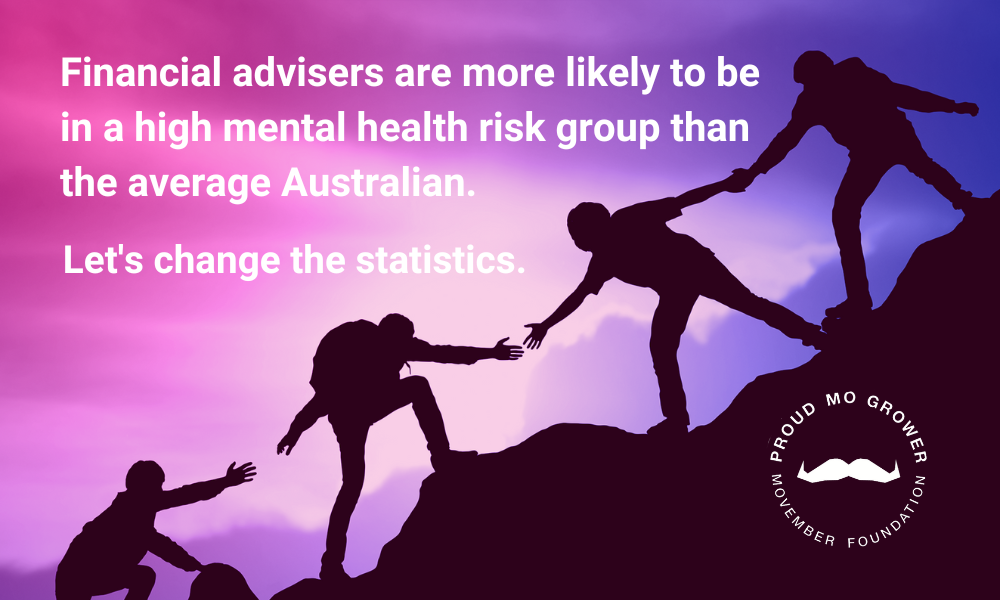 Financial advisers are more likely to be
in a high mental health risk group than
the average Australian.
Let's change the statistics.
PROUD MO GROWER
MOVEMBER FOUNDATION